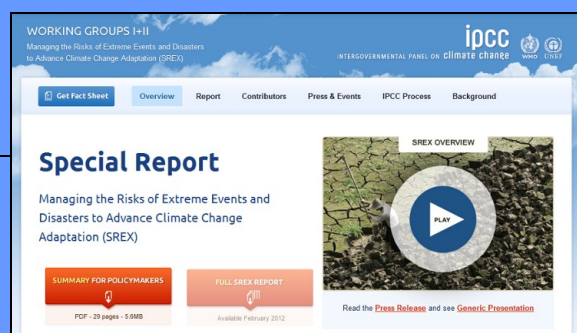 WORKING GROUPS I+II
Managing the Risks of Extreme Events and Disasters
to Advance Climate Change Adaptation (SREX)
ipcc
INTERGOVERNMENTAL PANEL ON climate change
WMO UNEP
Get Fact Sheet Overview Report Contributors Press & Events IPCC Process Background
Special Report
Managing the Risks of Extreme Events and
Disasters to Advance Climate Change
Adaptation (SREX)
SREX OVERVIEW
PLAY
SUMMARY FOR POLICYMAKERS
PDF - 29 pages - 5.6MB
FULL SREX REPORT
Available February 2012
Read the Press Release and see Generic Presentation